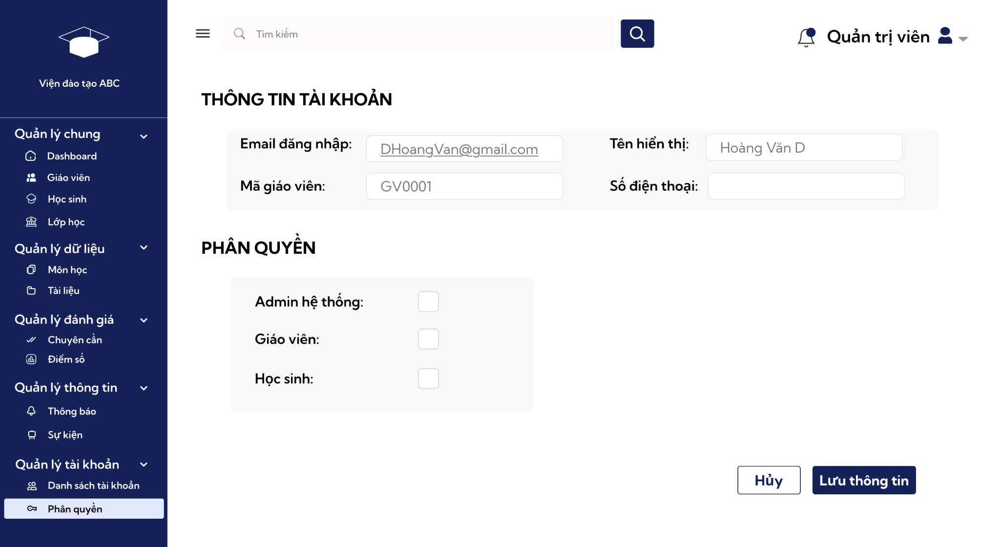 Viện đào tạo ABC
Quản lý chung
Dashboard
Giáo viên
Học sinh
Lớp học
Quản lý dữ liệu
Môn học
Tài liệu
Quản lý đánh giá
Chuyên cần
Điểm số
Quản lý thông tin
Thông báo
Sự kiện
Quản lý tài khoản
Danh sách tài khoản
Phân quyền
Tìm kiếm
Quản trị viên
THÔNG TIN TÀI KHOẢN
Email đăng nhập: DHoangVan@gmail.com Tên hiển thị: Hoàng Văn D
Mã giáo viên: GV0001 Số điện thoại:
PHÂN QUYỀN
Admin hệ thống:
Giáo viên:
Học sinh:
Hủy Lưu thông tin